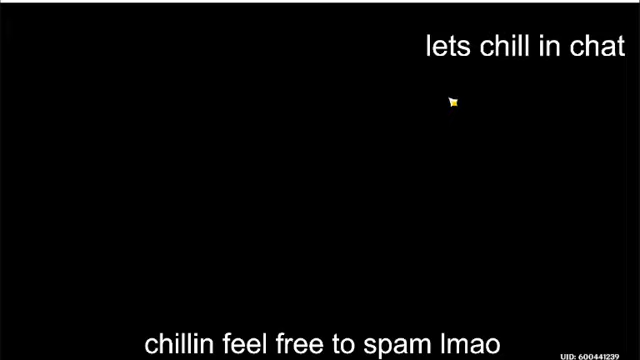 lets chill in chat
chillin feel free to spam lmao
UID: 600441239